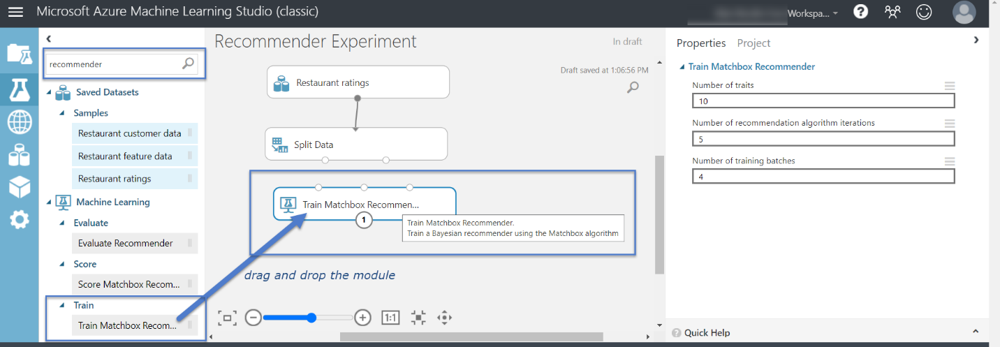 Microsoft Azure Machine Learning Studio (classic)
Workspa...
?
recommender
Saved Datasets
Samples
Restaurant customer data
Restaurant feature data
Restaurant ratings
Machine Learning
Evaluate
Evaluate Recommender
Score
Score Matchbox Recom...
Train
Train Matchbox Recom...
Recommender Experiment
In draft
Draft saved at 1:06:56 PM
Restaurant ratings
Split Data
Train Matchbox Recommen...
1
Train Matchbox Recommender.
Train a Bayesian recommender using the Matchbox algorithm
drag and drop the module
1:1
Properties Project
Train Matchbox Recommender
Number of traits
10
Number of recommendation algorithm iterations
5
Number of training batches
4
? Quick Help